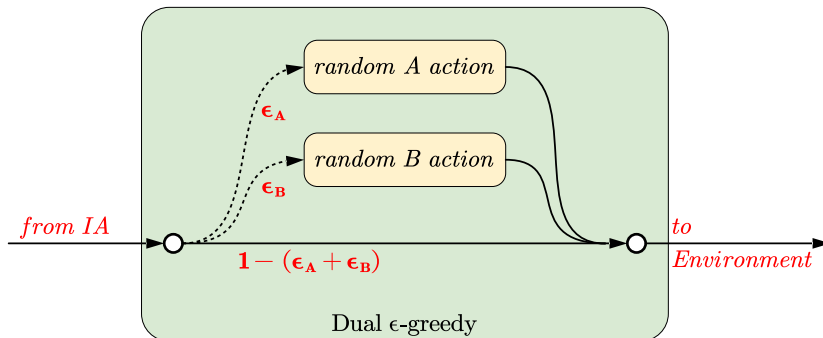 random A action
ϵ_A
random B action
ϵ_B
from IA
to
1 − (ϵ_A + ϵ_B)
Environment
Dual ϵ-greedy